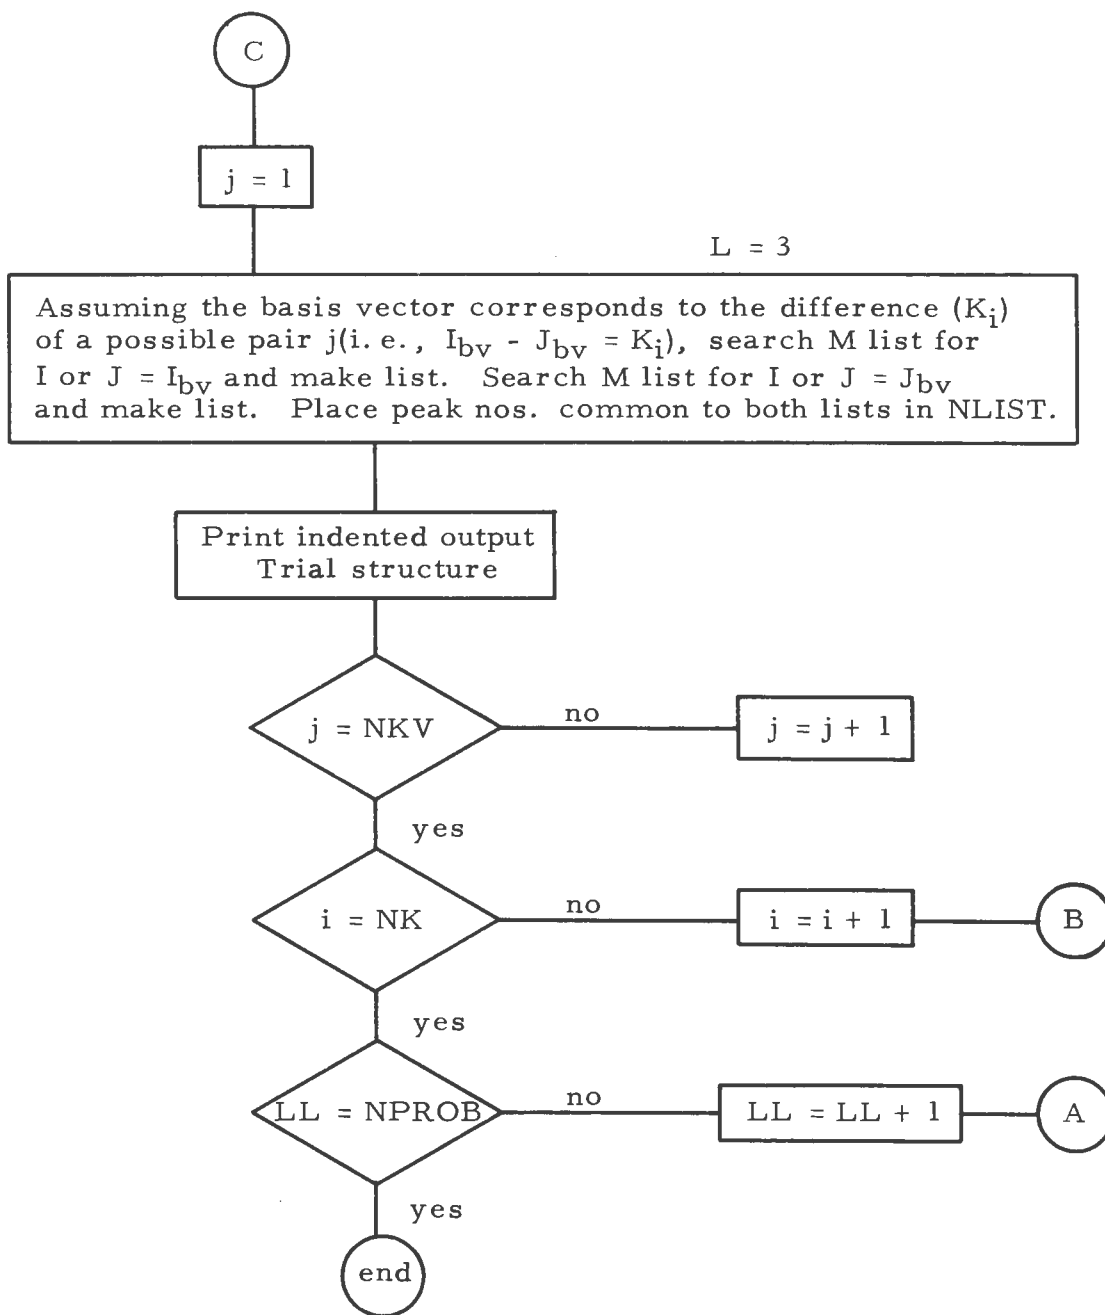 C
j = 1
L = 3
Assuming the basis vector corresponds to the difference (K_i)
of a possible pair j(i. e., I_bv - J_bv = K_i), search M list for
I or J = I_bv and make list. Search M list for I or J = J_bv
and make list. Place peak nos. common to both lists in NLIST.
Print indented output
Trial structure
j = NKV
no
j = j + 1
yes
i = NK
no
i = i + 1
B
yes
LL = NPROB
no
LL = LL + 1
A
yes
end